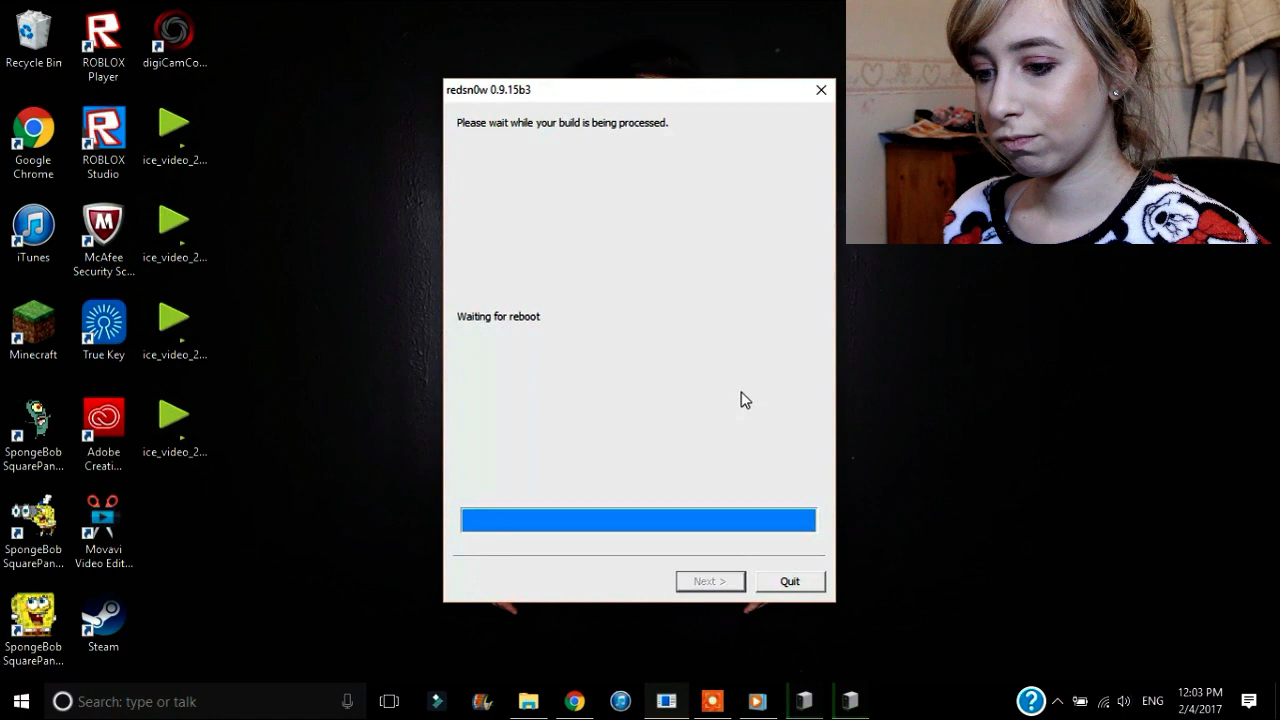 Recycle Bin
ROBLOX
Player
digiCamCo...
Google
Chrome
ROBLOX
Studio
ice_video_2...
iTunes
McAfee
Security Sc...
ice_video_2...
Minecraft
True Key
ice_video_2...
SpongeBob
SquarePan...
Adobe
Creati...
ice_video_2...
SpongeBob
SquarePan...
Movavi
Video Edit...
SpongeBob
SquarePan...
Steam
redsn0w 0.9.15b3
Please wait while your build is being processed.
Waiting for reboot
Next >
Quit
Search: type or talk
ENG
12:03 PM
2/4/2017